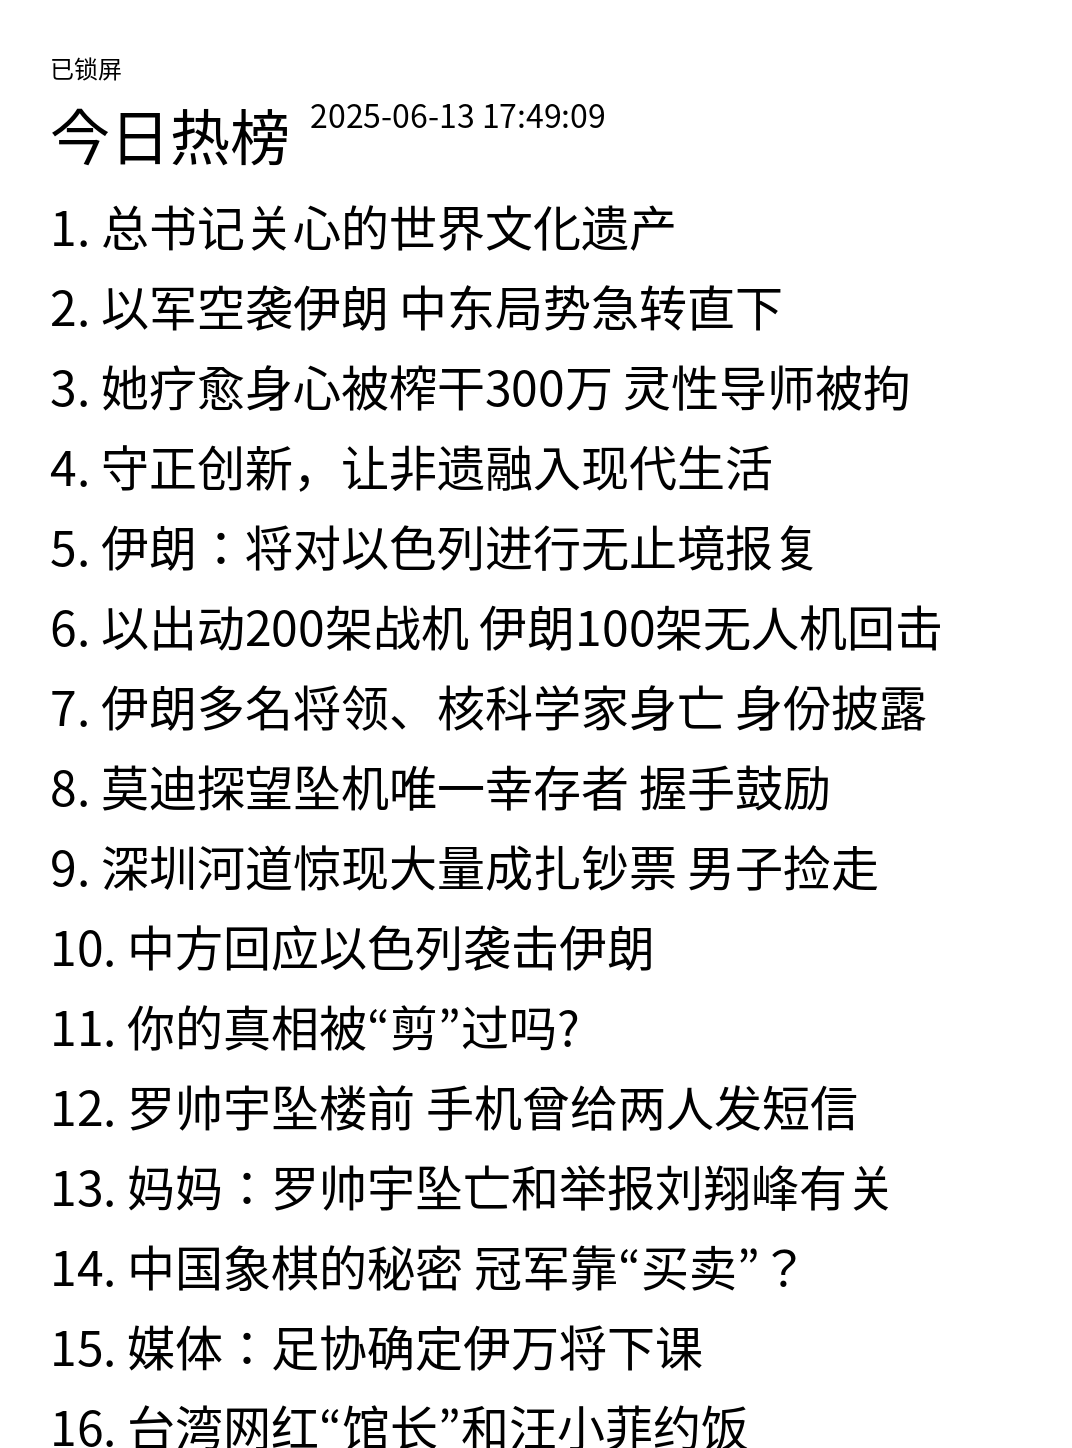 已锁屏
今日热榜 2025-06-13 17:49:09
1. 总书记关心的世界文化遗产
2. 以军空袭伊朗 中东局势急转直下
3. 她疗愈身心被榨干300万 灵性导师被拘
4. 守正创新，让非遗融入现代生活
5. 伊朗：将对以色列进行无止境报复
6. 以出动200架战机 伊朗100架无人机回击
7. 伊朗多名将领、核科学家身亡 身份披露
8. 莫迪探望坠机唯一幸存者 握手鼓励
9. 深圳河道惊现大量成扎钞票 男子捡走
10. 中方回应以色列袭击伊朗
11. 你的真相被“剪”过吗?
12. 罗帅宇坠楼前 手机曾给两人发短信
13. 妈妈：罗帅宇坠亡和举报刘翔峰有关
14. 中国象棋的秘密 冠军靠“买卖”？
15. 媒体：足协确定伊万将下课
16. 台湾网红“馆长”和汪小菲约饭